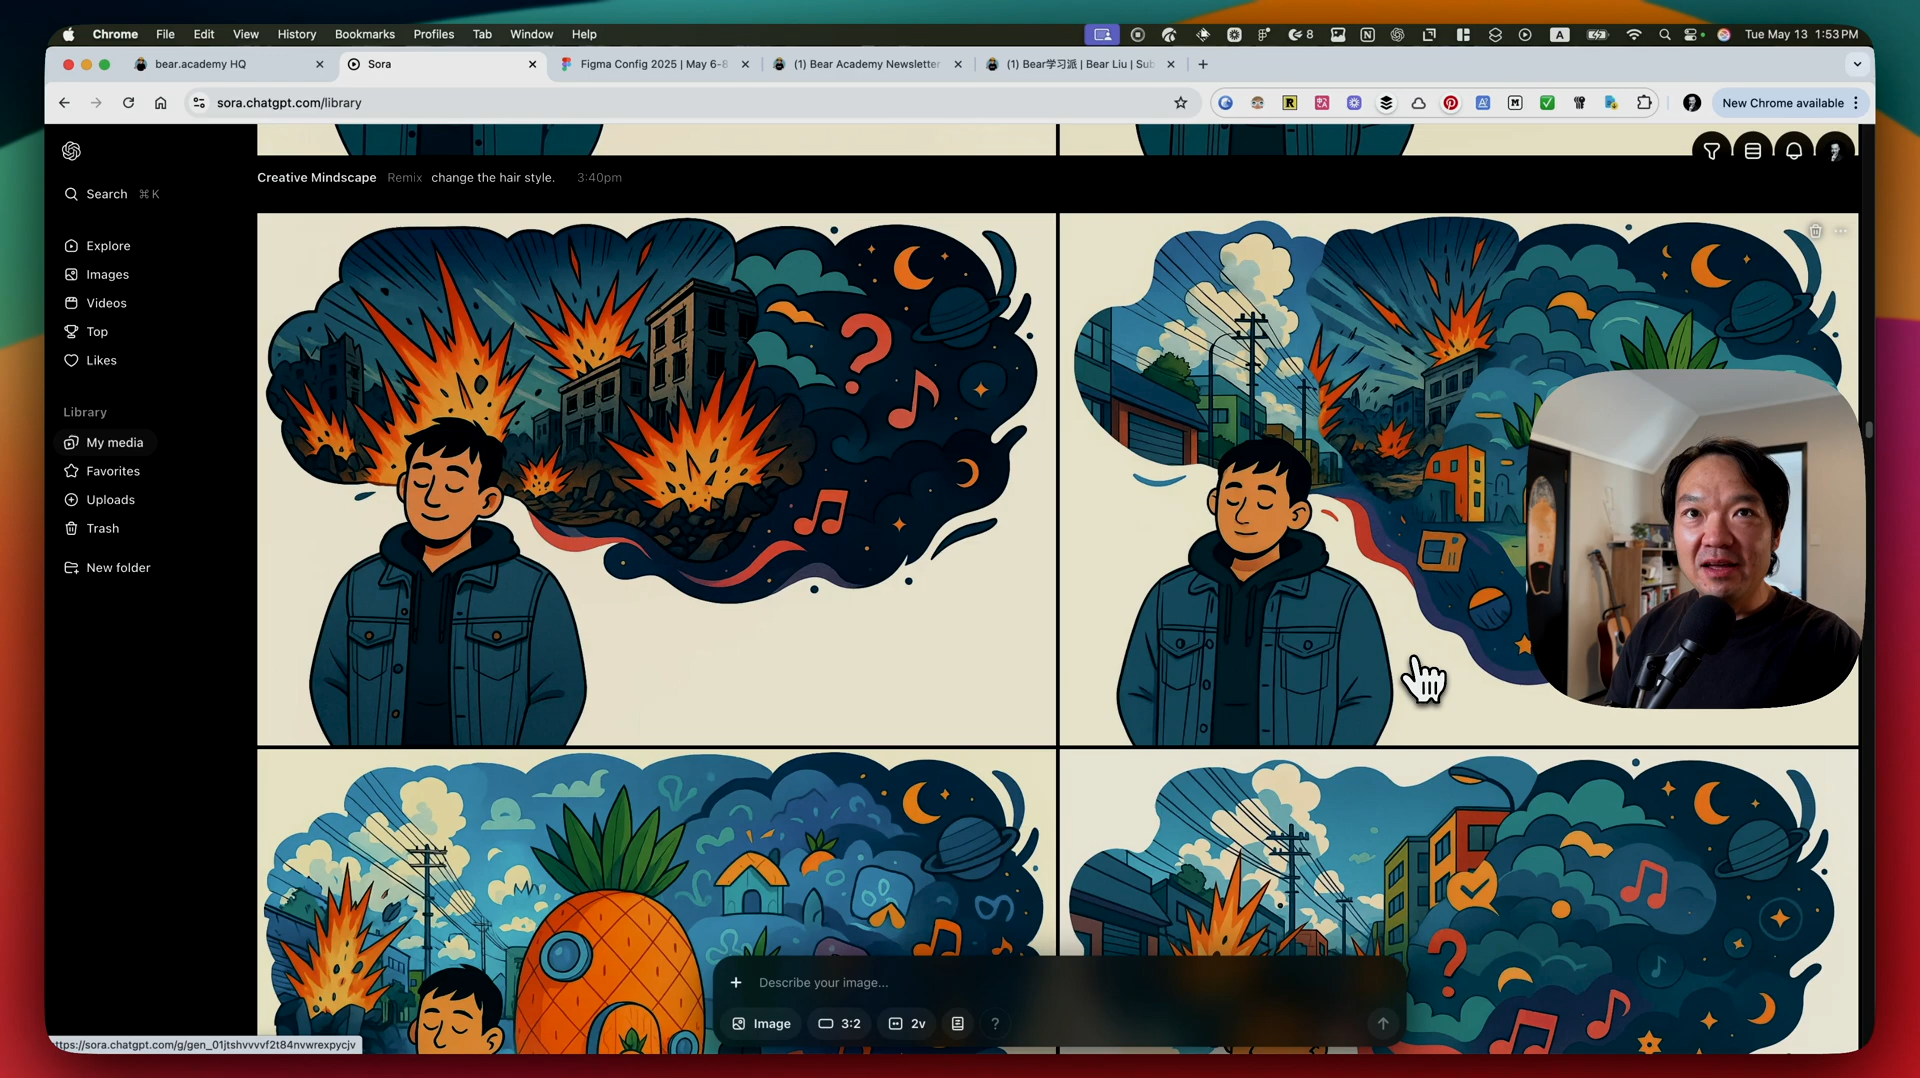 Chrome File Edit View History Bookmarks Profiles Tab Window Help
8
A
Tue May 13 1:53 PM
bear.academy HQ
Sora
Figma Config 2025 | May 6-8
(1) Bear Academy Newsletter
(1) Bear学习派 | Bear Liu | Sub
sora.chatgpt.com/library
New Chrome available
Creative Mindscape Remix change the hair style. 3:40pm
Search ⌘ K
Explore
Images
Videos
Top
Likes
Library
My media
Favorites
Uploads
Trash
New folder
?
?
Describe your image...
Image 3:2 2v ?
ttps://sora.chatgpt.com/g/gen_01jtshvvvvf2t84nvwrexpycjv